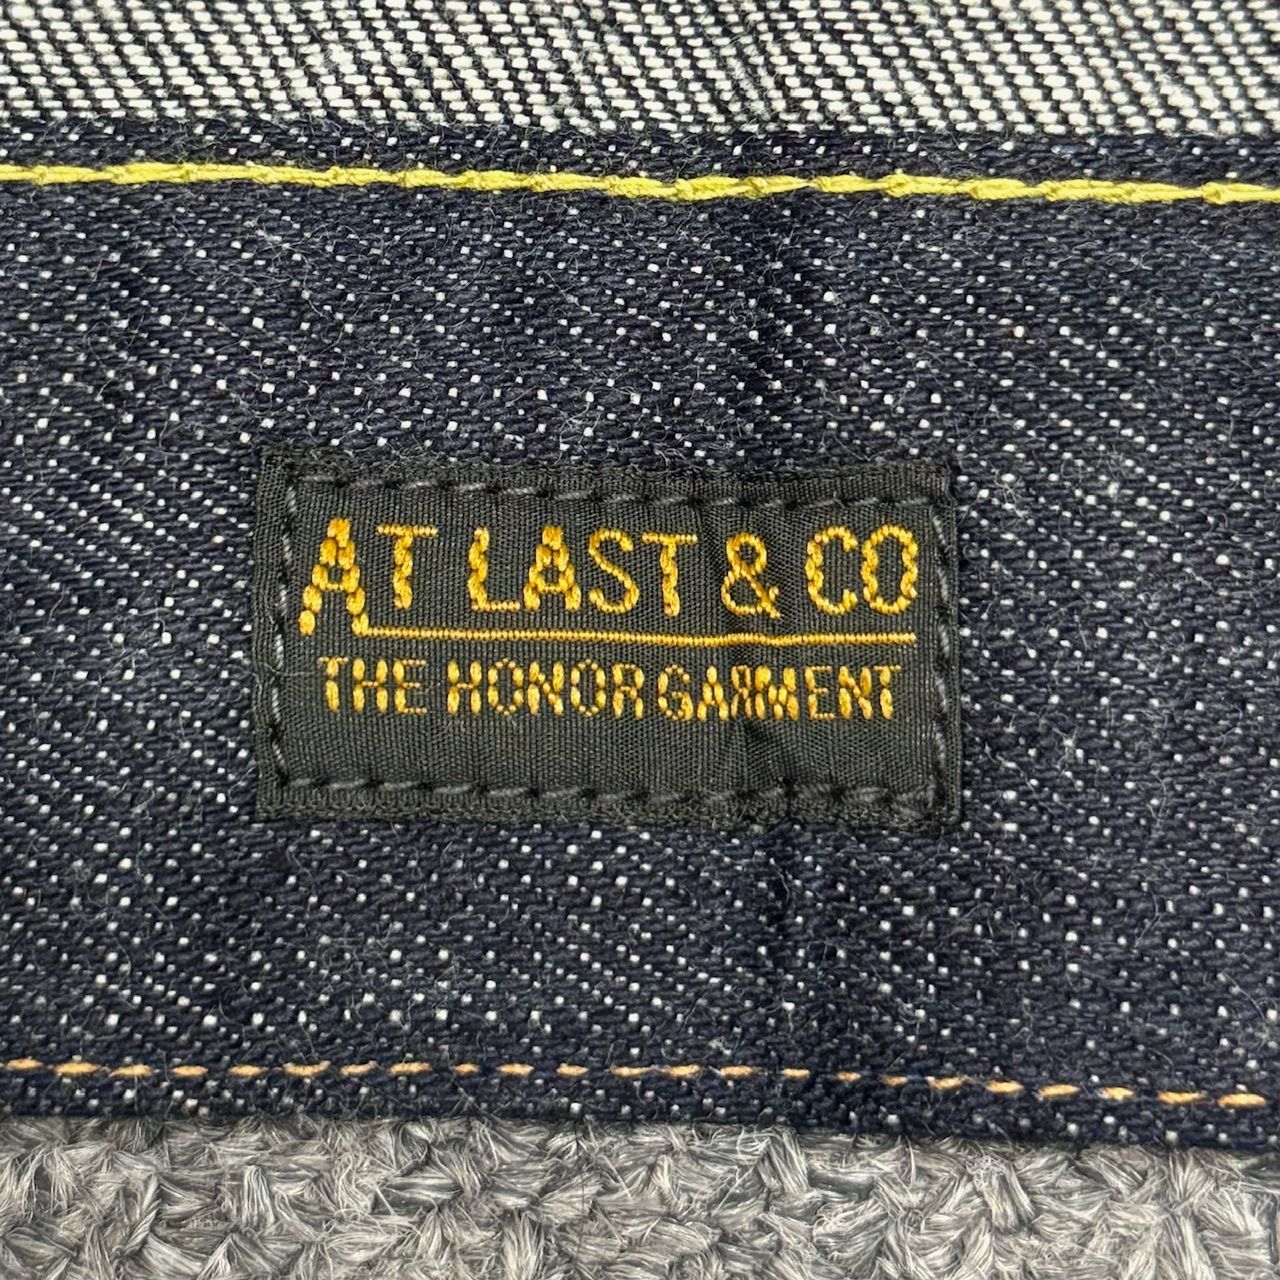 AT LAST & CO
THE HONOR GARMENT